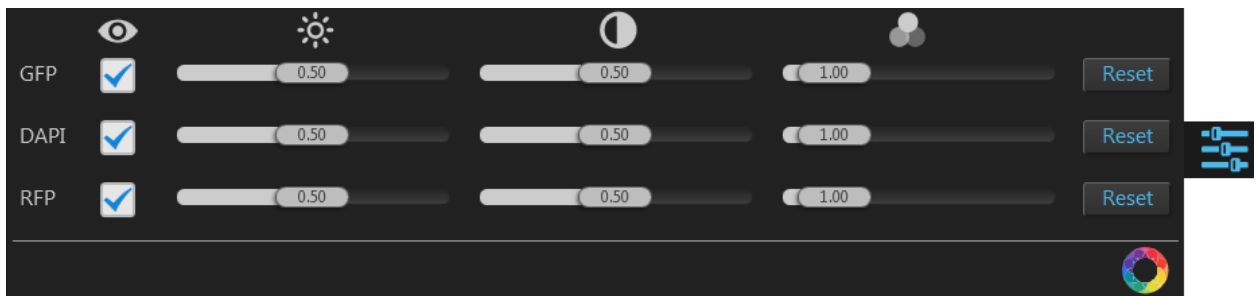 GFP 0.50 0.50 1.00 Reset
DAPI 0.50 0.50 1.00 Reset
RFP 0.50 0.50 1.00 Reset